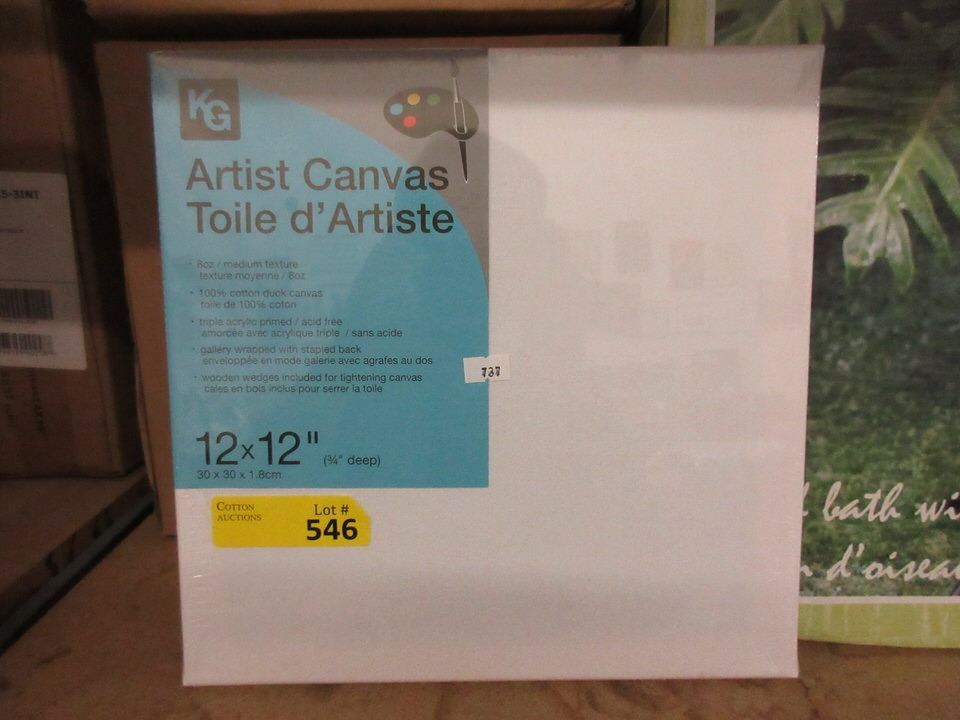 KG
Artist Canvas
Toile d'Artiste
• 8oz / medium texture
texture moyenne / 8oz
• 100% cotton duck canvas
toile de 100% coton
• triple acrylic primed / acid free
amorcée avec acrylique triple / sans acide
• gallery wrapped with stapled back
enveloppée en mode galerie avec agrafes au dos
• wooden wedges included for tightening canvas
cales en bois inclus pour serrer la toile
12x12" (¾" deep)
30 x 30 x 1.8cm
737
COTTON
AUCTIONS
Lot #
546
5-3INT
bath wi
d'oisea